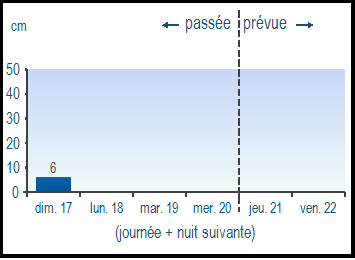 ← passée prévue →
cm
50
40
30
20
10
0
6
dim. 17 lun. 18 mar. 19 mer. 20 jeu. 21 ven. 22
(journée + nuit suivante)